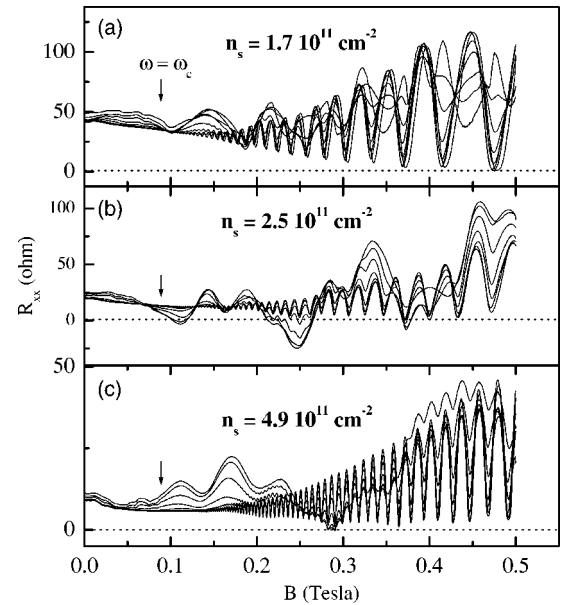 (a)
n_s = 1.7 10^11 cm^-2
ω = ω_c
100
50
0
(b)
n_s = 2.5 10^11 cm^-2
100
50
0
R_xx (ohm)
50
(c)
n_s = 4.9 10^11 cm^-2
0
0.0 0.1 0.2 0.3 0.4 0.5
B (Tesla)